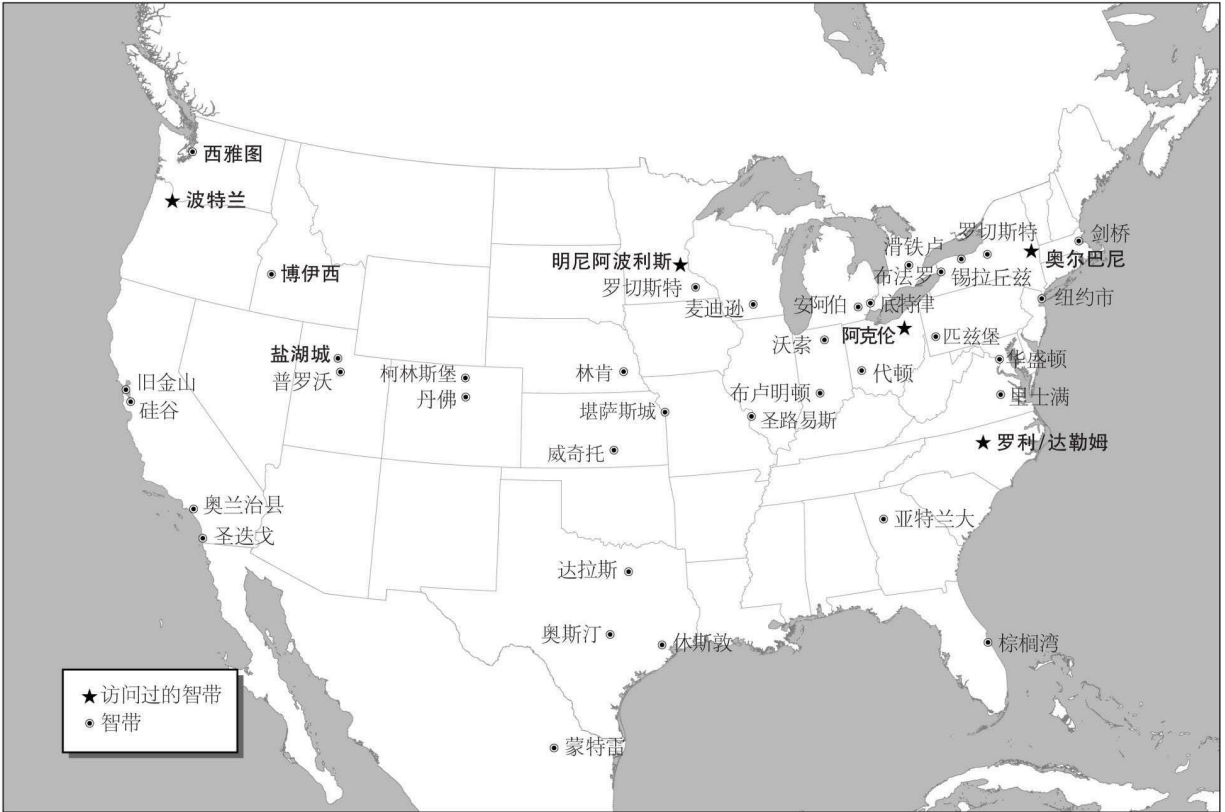 西雅图
波特兰
博伊西
明尼阿波利斯
罗切斯特
麦迪逊
滑铁卢
罗切斯特
剑桥
奥尔巴尼
布法罗
锡拉丘兹
安阿伯
底特律
纽约市
阿克伦
匹兹堡
沃索
华盛顿
盐湖城
普罗沃
柯林斯堡
丹佛
林肯
代顿
布卢明顿
里士满
旧金山
硅谷
堪萨斯城
圣路易斯
威奇托
罗利/达勒姆
奥兰治县
圣迭戈
亚特兰大
达拉斯
奥斯汀
休斯敦
棕榈湾
蒙特雷
访问过的智带
智带